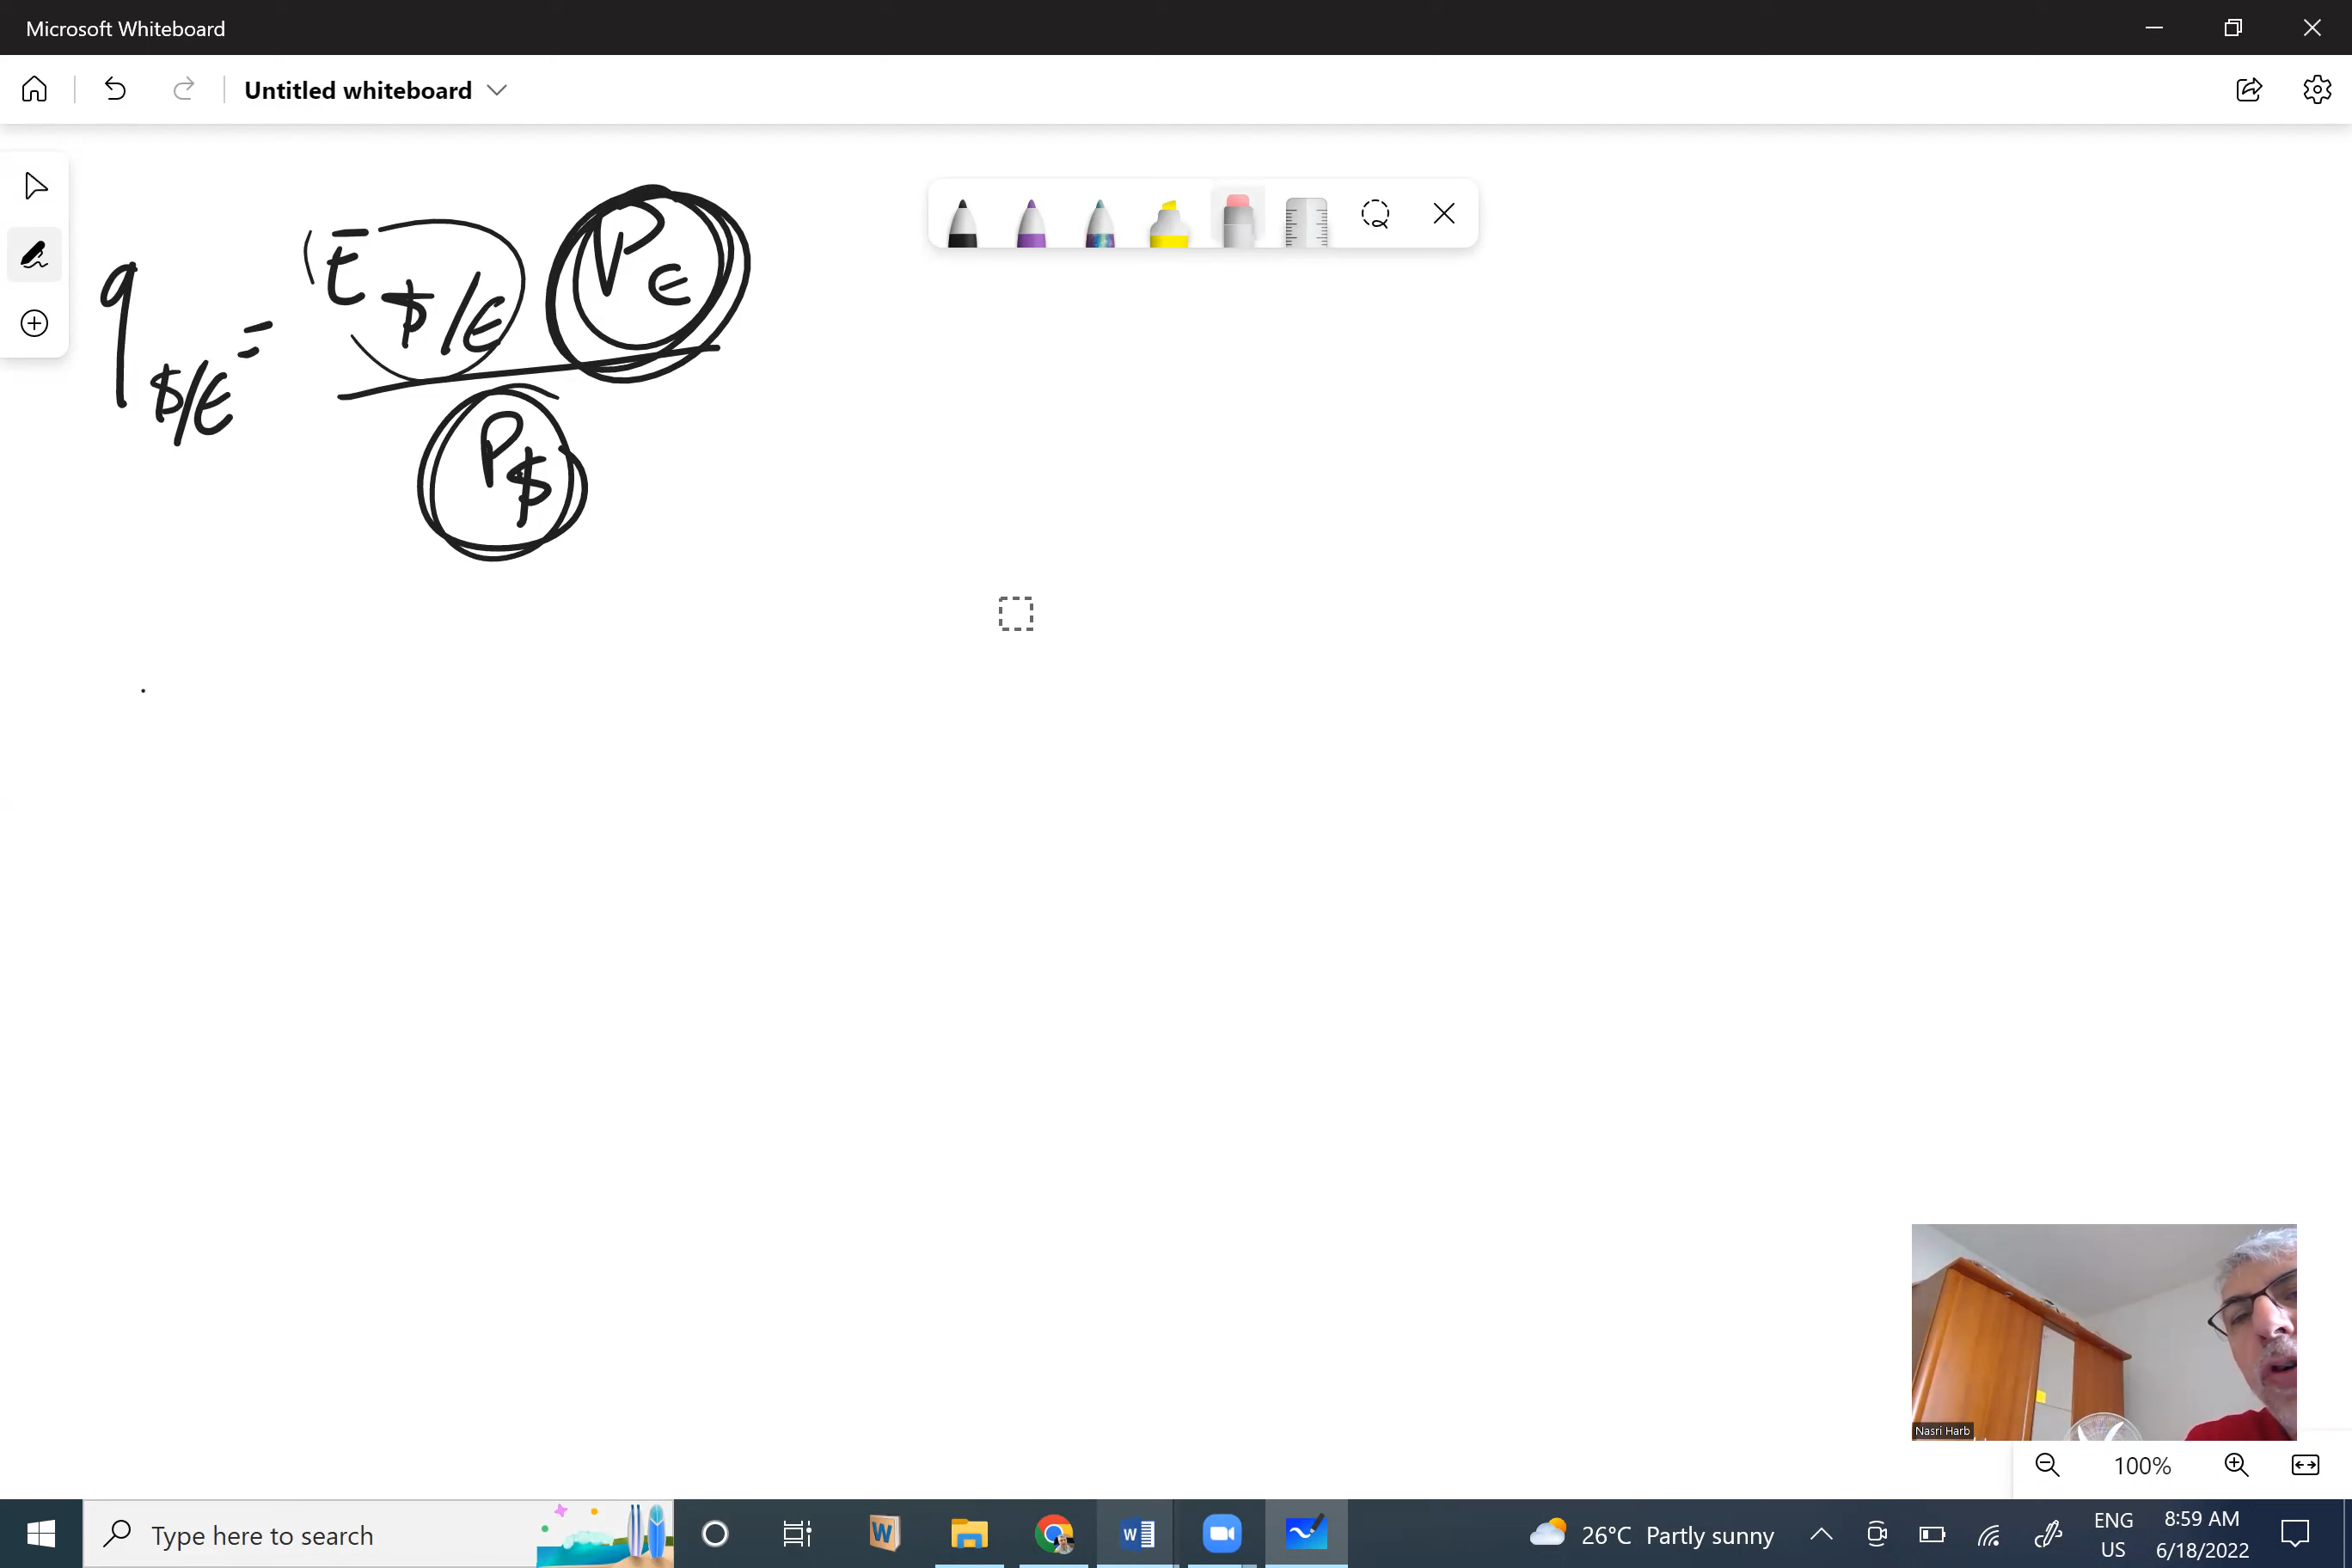 Microsoft Whiteboard
Untitled whiteboard
q $/€ = E $/€ P €
P $
Nasri Harb
100%
Type here to search
W
W
26°C Partly sunny
ENG
US
8:59 AM
6/18/2022